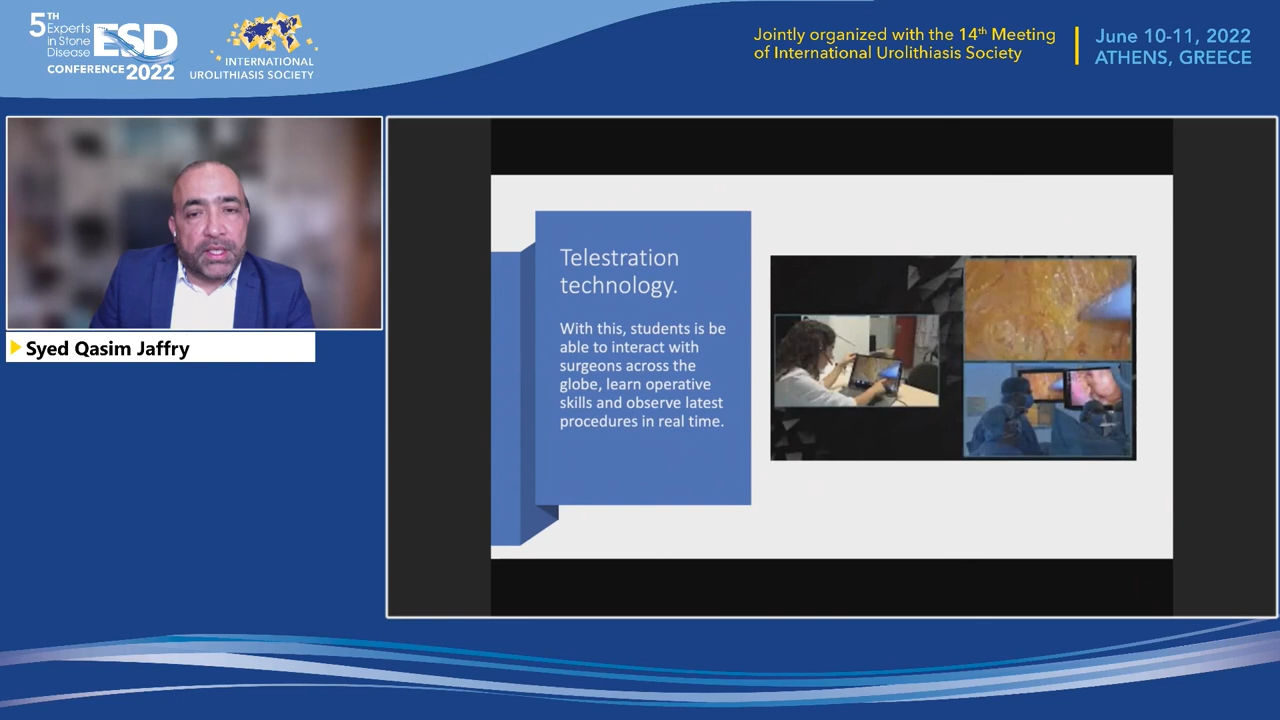 5TH
Experts
in Stone
Disease
ESD
CONFERENCE 2022
INTERNATIONAL
UROLITHIASIS SOCIETY
Jointly organized with the 14th Meeting
of International Urolithiasis Society
June 10-11, 2022
ATHENS, GREECE
Syed Qasim Jaffry
Telestration
technology.
With this, students is be
able to interact with
surgeons across the
globe, learn operative
skills and observe latest
procedures in real time.